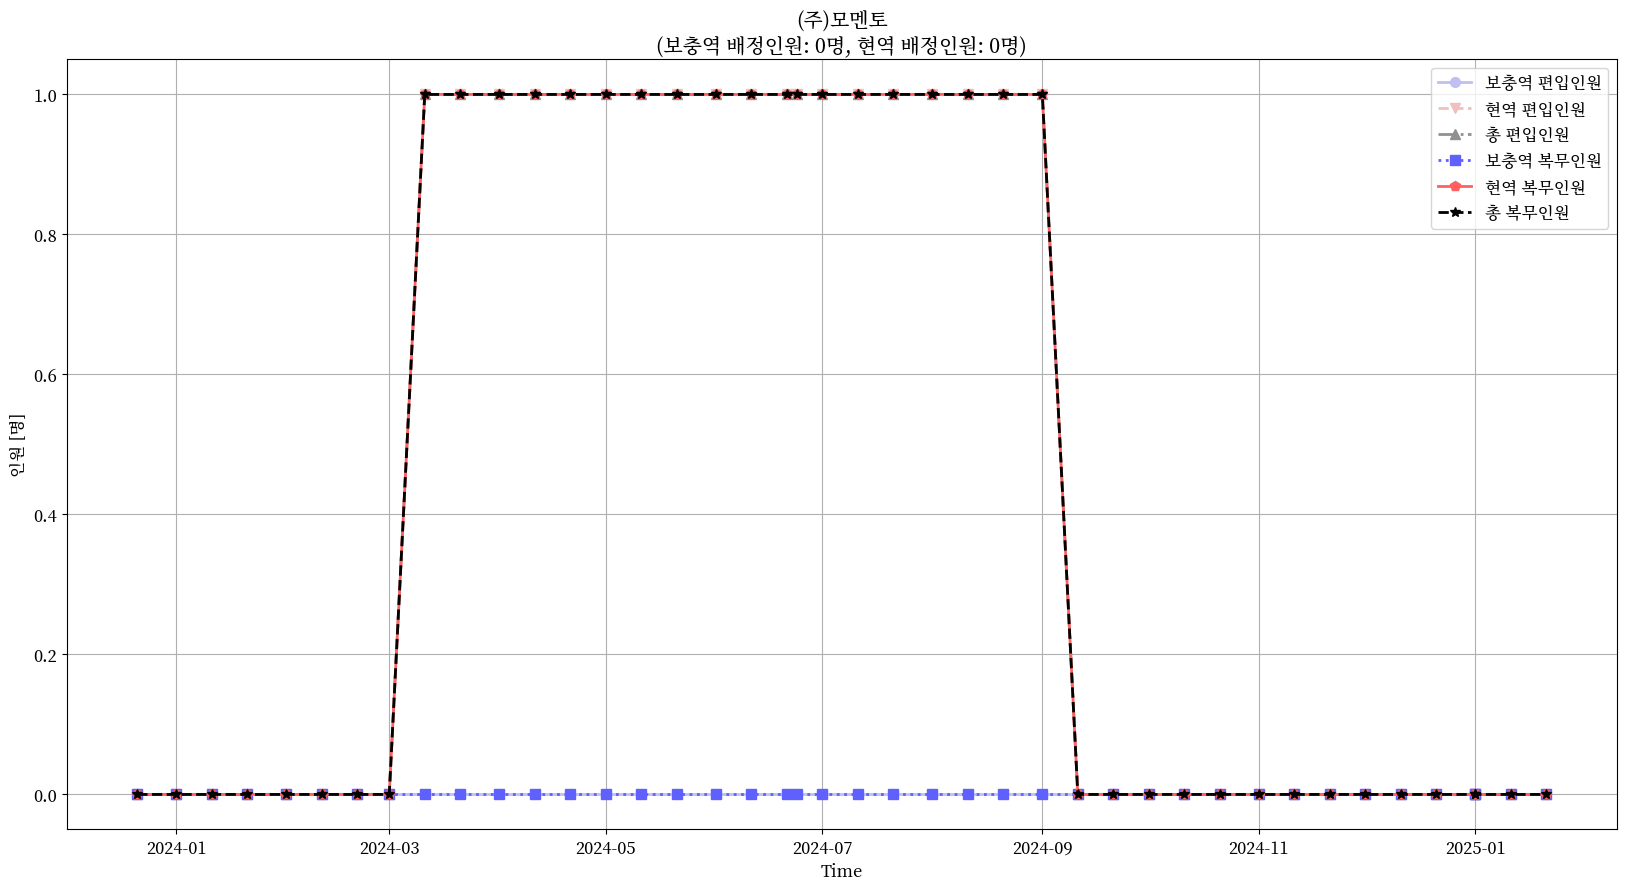 (주)모멘토
(보충역 배정인원: 0명, 현역 배정인원: 0명)
보충역 편입인원
현역 편입인원
총 편입인원
보충역 복무인원
현역 복무인원
총 복무인원
인원 [명]
1.0
0.8
0.6
0.4
0.2
0.0
2024-01 2024-03 2024-05 2024-07 2024-09 2024-11 2025-01
Time